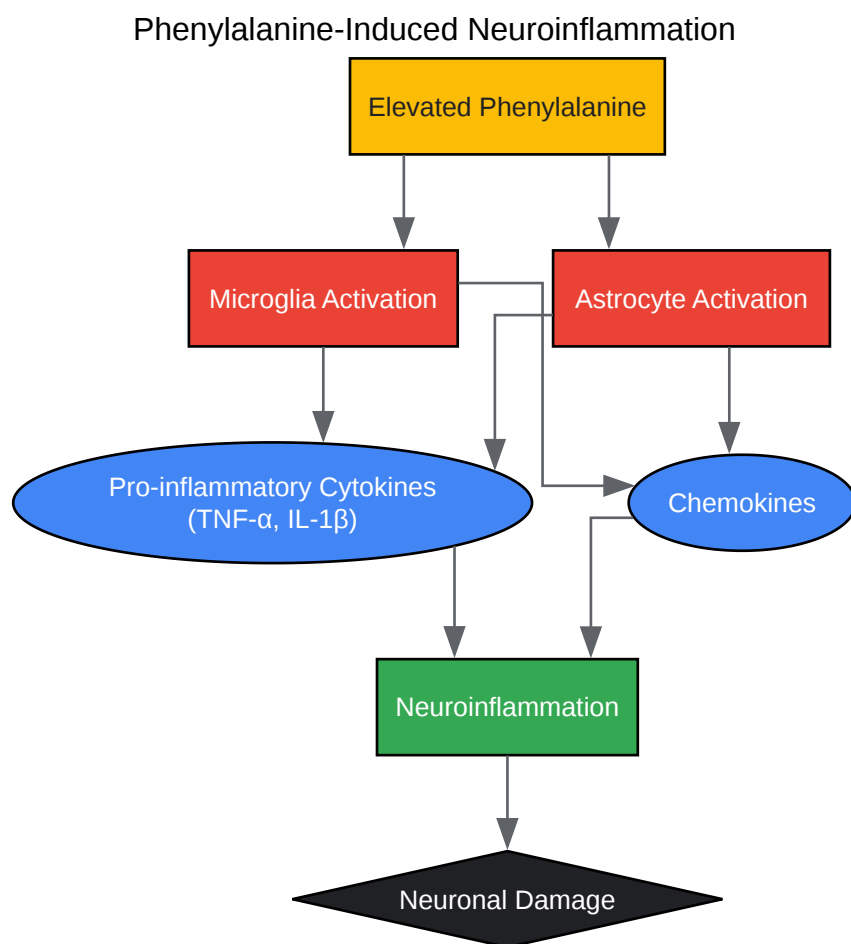 Phenylalanine-Induced Neuroinflammation
Elevated Phenylalanine
Microglia Activation
Astrocyte Activation
Pro-inflammatory Cytokines
(TNF-α, IL-1β)
Chemokines
Neuroinflammation
Neuronal Damage